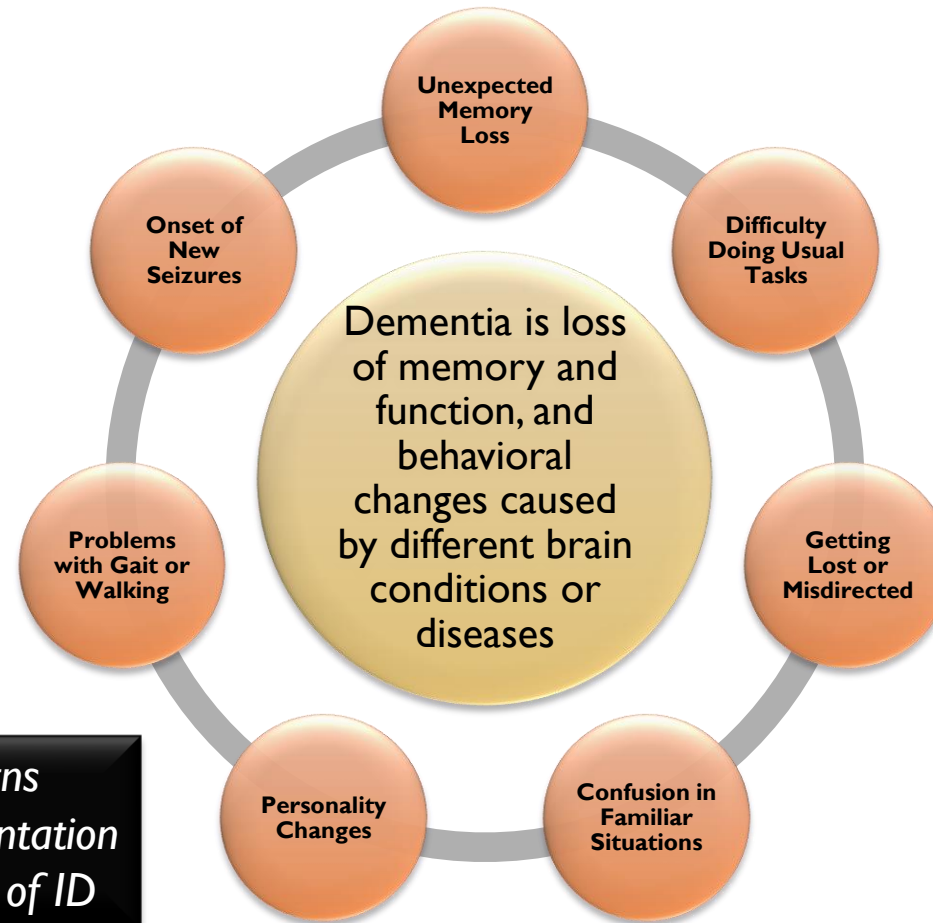 Unexpected
Memory
Loss
Difficulty
Doing Usual
Tasks
Getting
Lost or
Misdirected
Confusion in
Familiar
Situations
Personality
Changes
Problems
with Gait or
Walking
Onset of
New
Seizures
Dementia is loss
of memory and
function, and
behavioral
changes caused
by different brain
conditions or
diseases
of ID